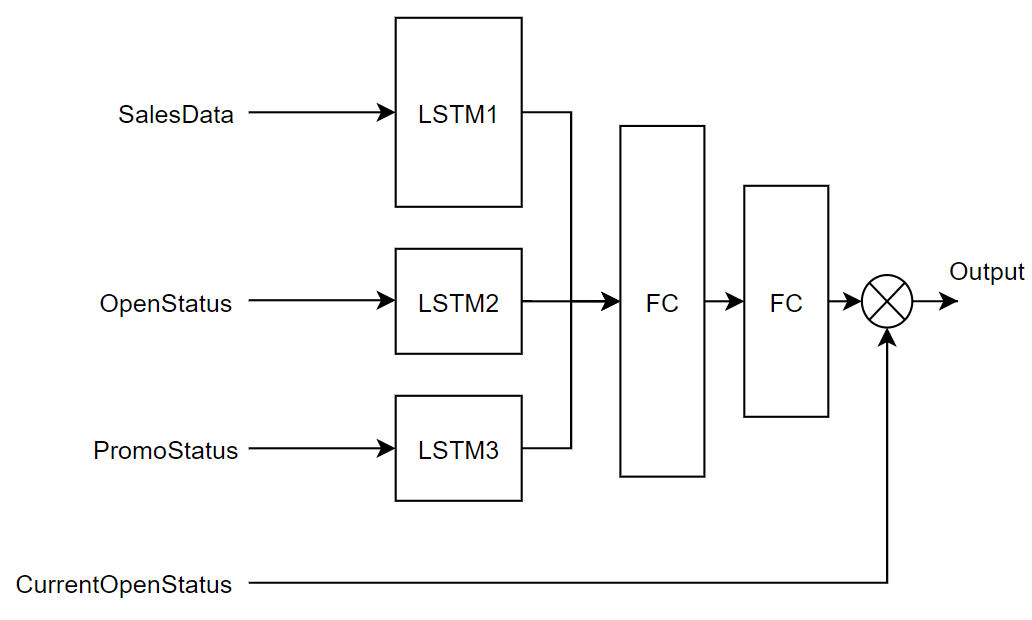 SalesData
LSTM1
OpenStatus
LSTM2
FC
FC
Output
PromoStatus
LSTM3
CurrentOpenStatus